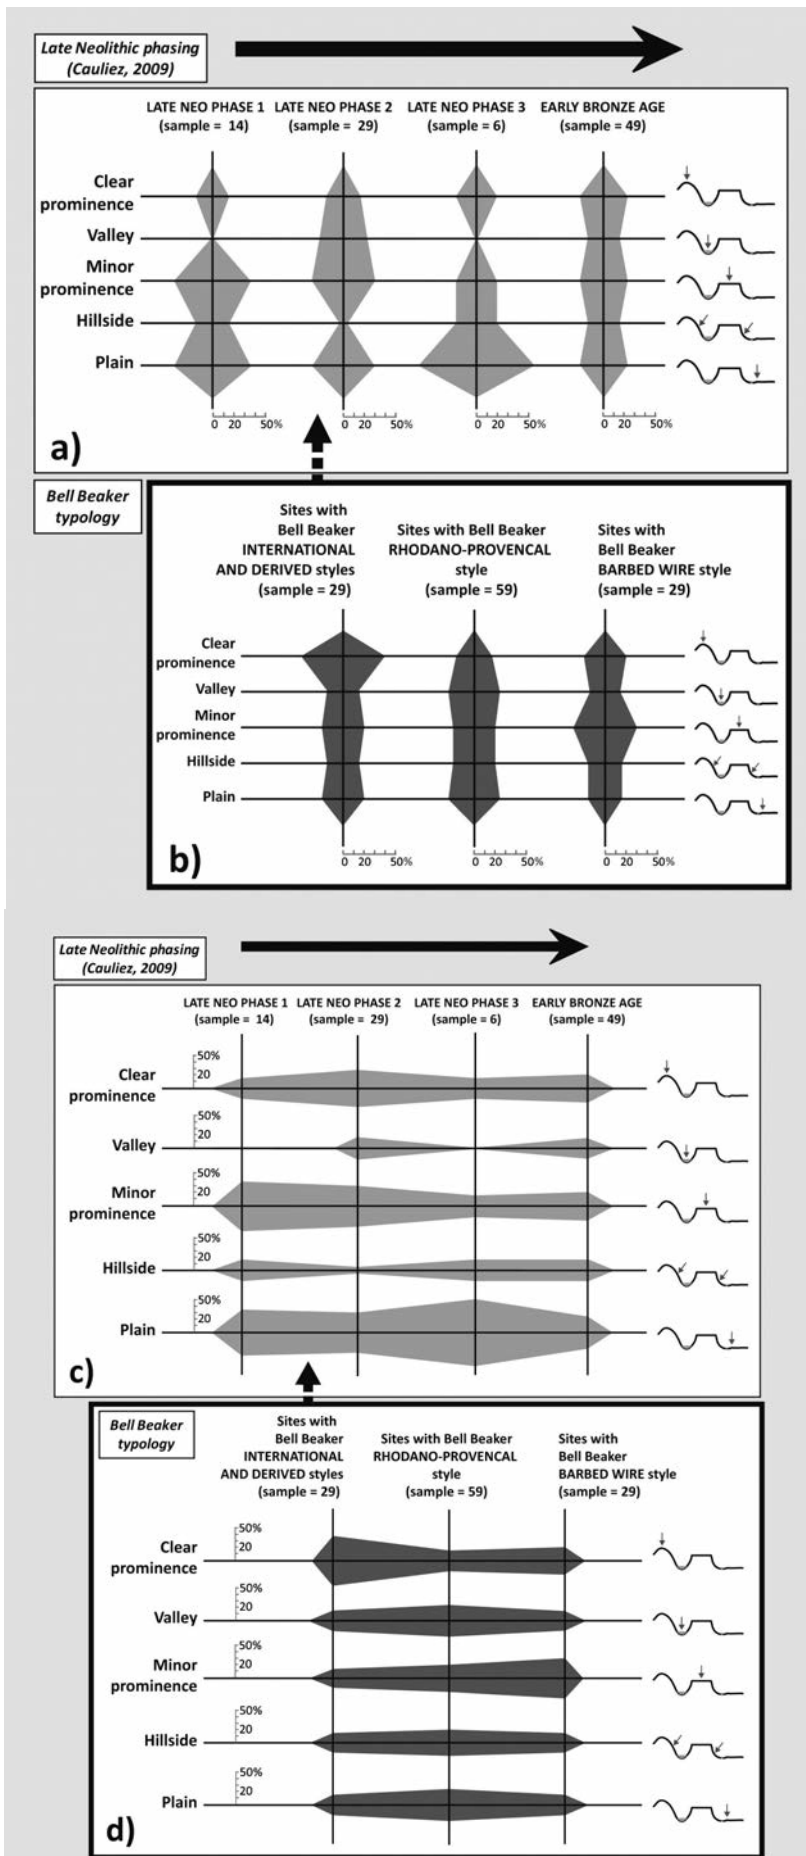 Late Neolithic phasing
(Cauliez, 2009)
LATE NEO PHASE 1 LATE NEO PHASE 2 LATE NEO PHASE 3 EARLY BRONZE AGE
(sample = 14) (sample = 29) (sample = 6) (sample = 49)
Clear
prominence
Valley
Minor
prominence
Hillside
Plain
0 20 50% 0 20 50% 0 20 50% 0 20 50%
a)
Bell Beaker
typology
Sites with
Bell Beaker
INTERNATIONAL
AND DERIVED styles
(sample = 29)
Sites with Bell Beaker
RHODANO-PROVENCAL
style
(sample = 59)
Sites with
Bell Beaker
BARBED WIRE style
(sample = 29)
Clear
prominence
Valley
Minor
prominence
Hillside
Plain
0 20 50% 0 20 50% 0 20 50%
b)
Late Neolithic phasing
(Cauliez, 2009)
LATE NEO PHASE 1 LATE NEO PHASE 2 LATE NEO PHASE 3 EARLY BRONZE AGE
(sample = 14) (sample = 29) (sample = 6) (sample = 49)
50%
20
Clear
prominence
50%
20
Valley
50%
20
Minor
prominence
50%
20
Hillside
50%
20
Plain
c)
Bell Beaker
typology
Sites with
Bell Beaker
INTERNATIONAL
AND DERIVED styles
(sample = 29)
Sites with Bell Beaker
RHODANO-PROVENCAL
style
(sample = 59)
Sites with
Bell Beaker
BARBED WIRE style
(sample = 29)
50%
20
Clear
prominence
50%
20
Valley
50%
20
Minor
prominence
50%
20
Hillside
50%
20
Plain
d)